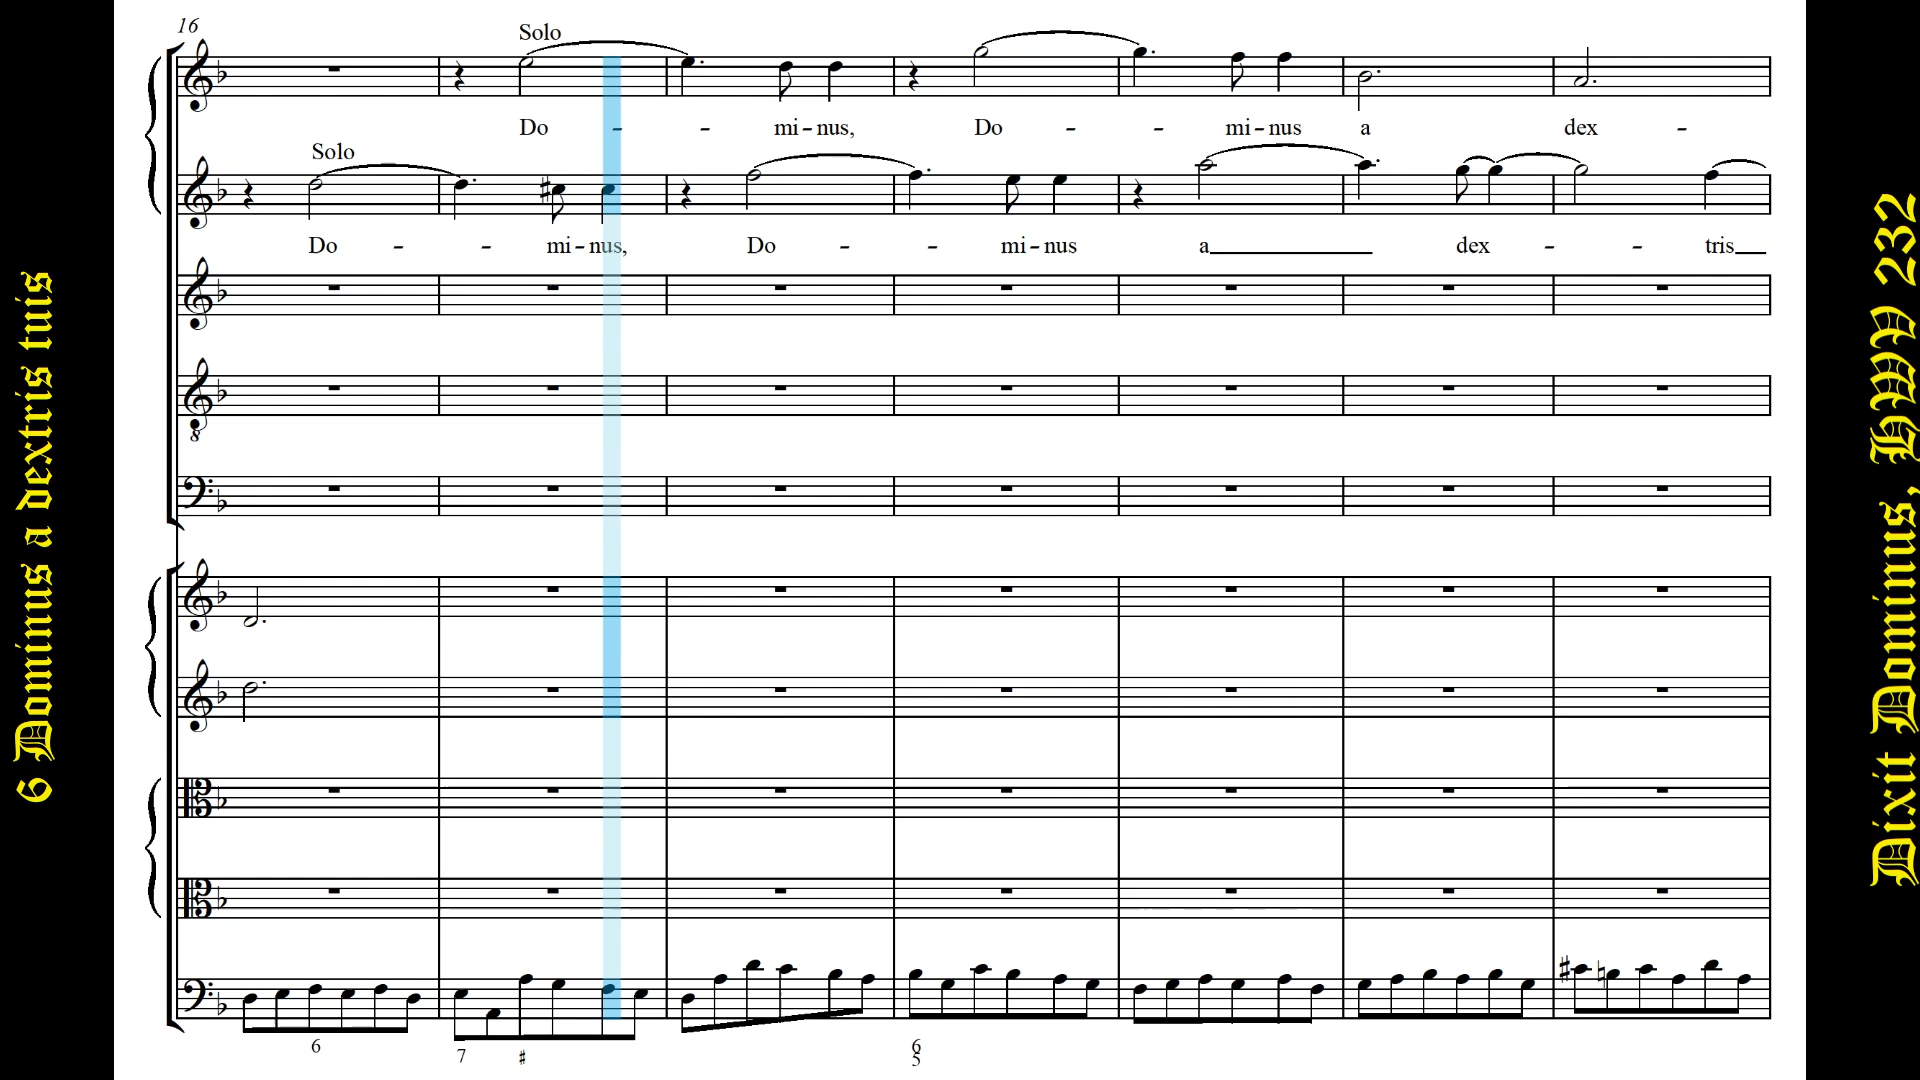 6 Dominus a dextris tuis
16
Solo
Do - - mi - nus, Do - - mi - nus a dex -
Solo
Do - - mi - nus, Do - - mi - nus a dex - - tris
8
6
7 ♯ 6
5
Dixit Dominus, HWV 232